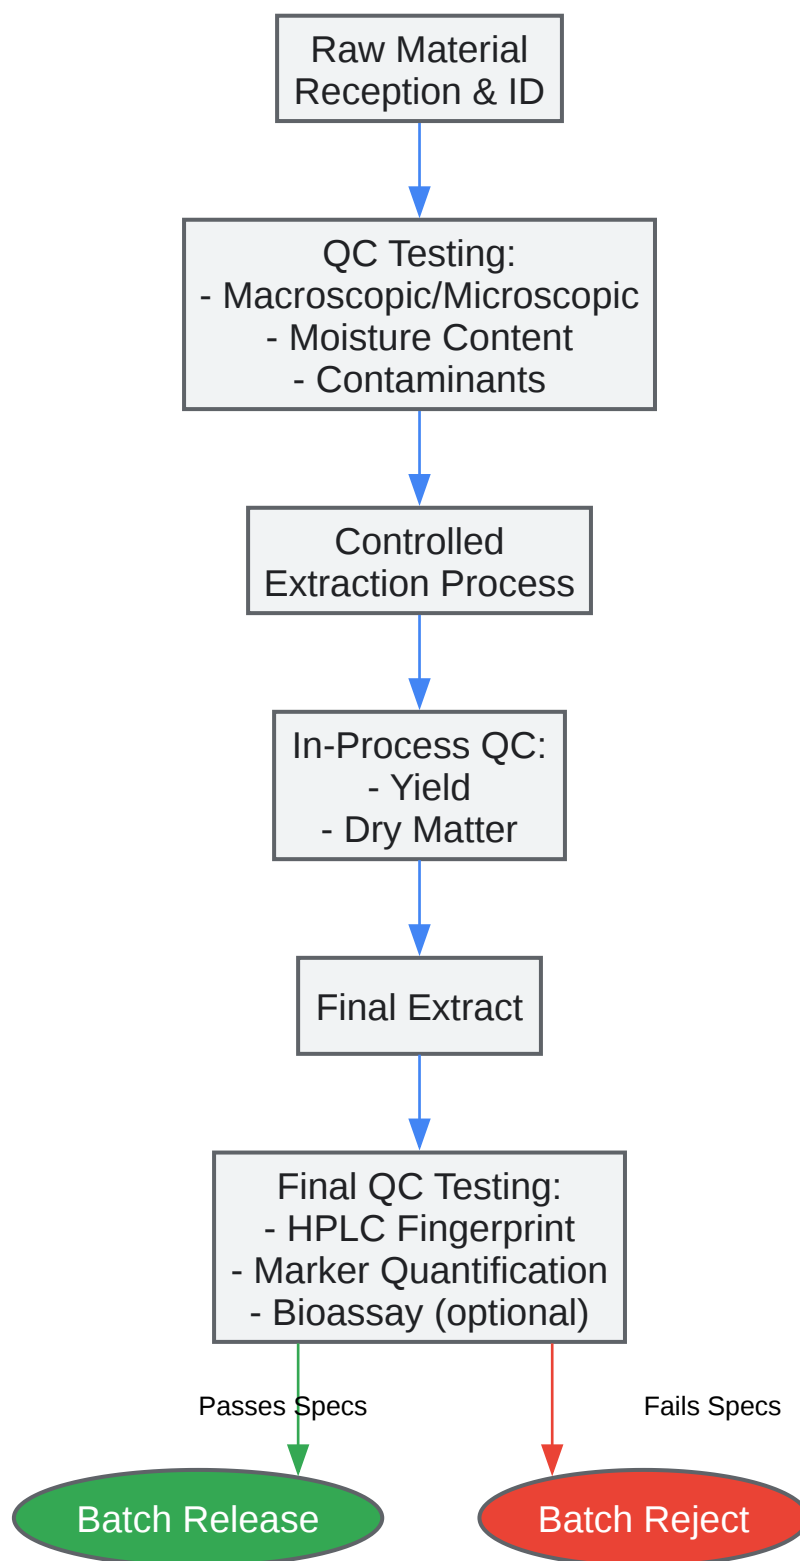 Raw Material
Reception & ID
QC Testing:
- Macroscopic/Microscopic
- Moisture Content
- Contaminants
Controlled
Extraction Process
In-Process QC:
- Yield
- Dry Matter
Final Extract
Final QC Testing:
- HPLC Fingerprint
- Marker Quantification
- Bioassay (optional)
Passes Specs
Fails Specs
Batch Release
Batch Reject